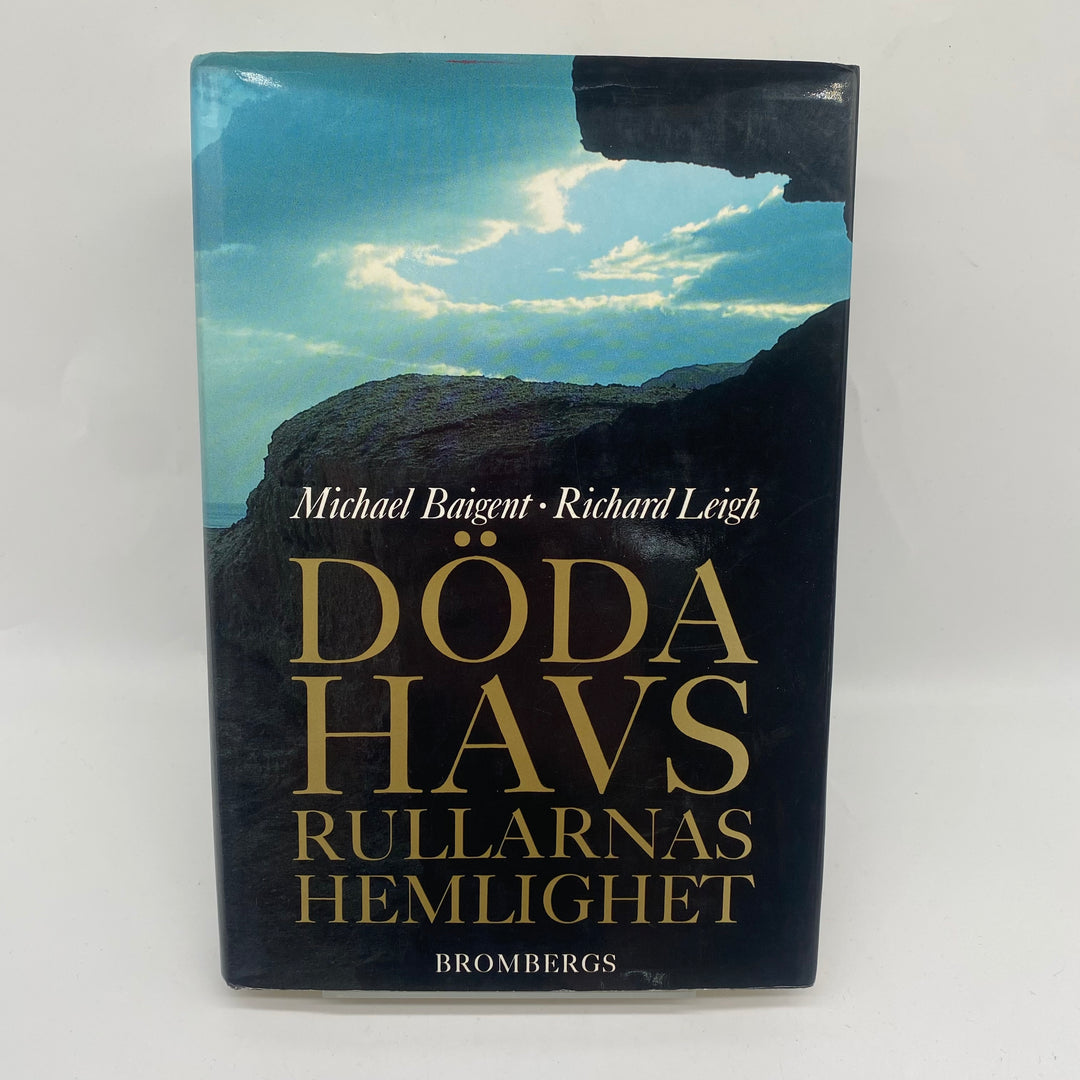 Michael Baigent · Richard Leigh
DÖDA
HAVS
RULLARNAS
HEMLIGHET
BROMBERGS